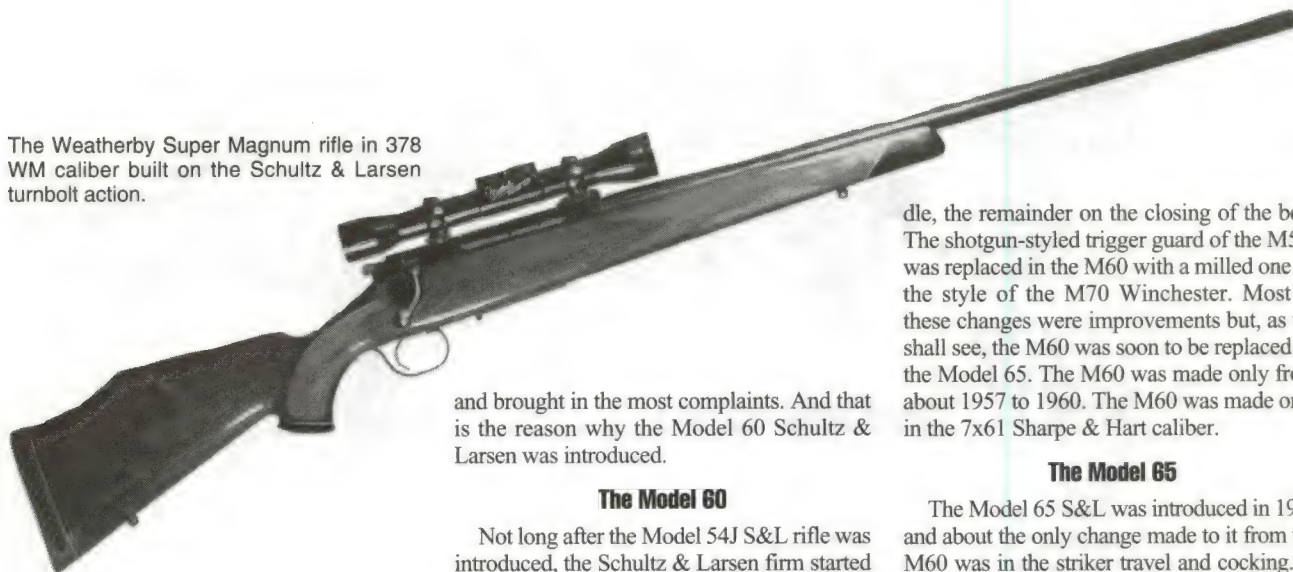 The Weatherby Super Magnum rifle in 378
WM caliber built on the Schultz & Larsen
turnbolt action.
and brought in the most complaints. And that
is the reason why the Model 60 Schultz &
Larsen was introduced.
The Model 60
Not long after the Model 54J S&L rifle was
introduced, the Schultz & Larsen firm started
dle, the remainder on the closing of the
The shotgun-styled trigger guard of the
was replaced in the M60 with a milled one
the style of the M70 Winchester. Most
these changes were improvements but, as
shall see, the M60 was soon to be replaced
the Model 65. The M60 was made only
about 1957 to 1960. The M60 was made
in the 7x61 Sharpe & Hart caliber.
The Model 65
The Model 65 S&L was introduced in
and about the only change made to it from
M60 was in the striker travel and cocking.